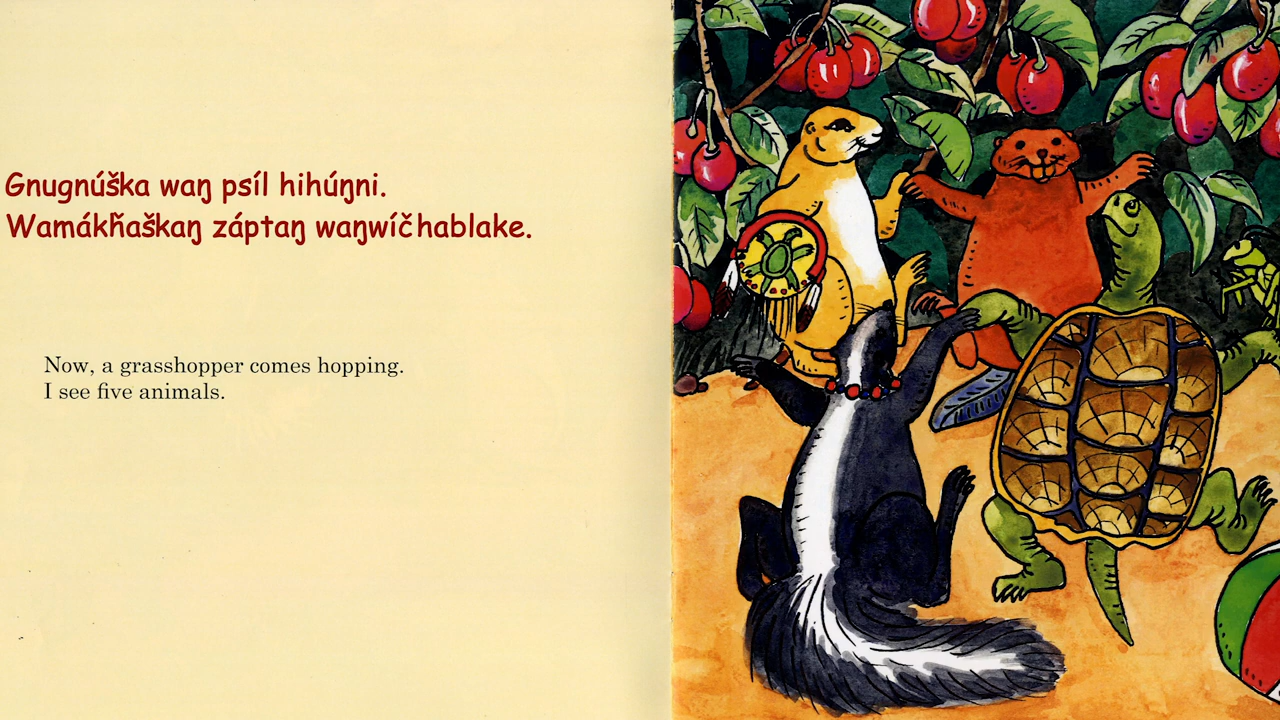 Gnugnúška waŋ psíl hihúŋni.
Wamákȟaškaŋ záptaŋ waŋwíčhablake.
Now, a grasshopper comes hopping.
I see five animals.